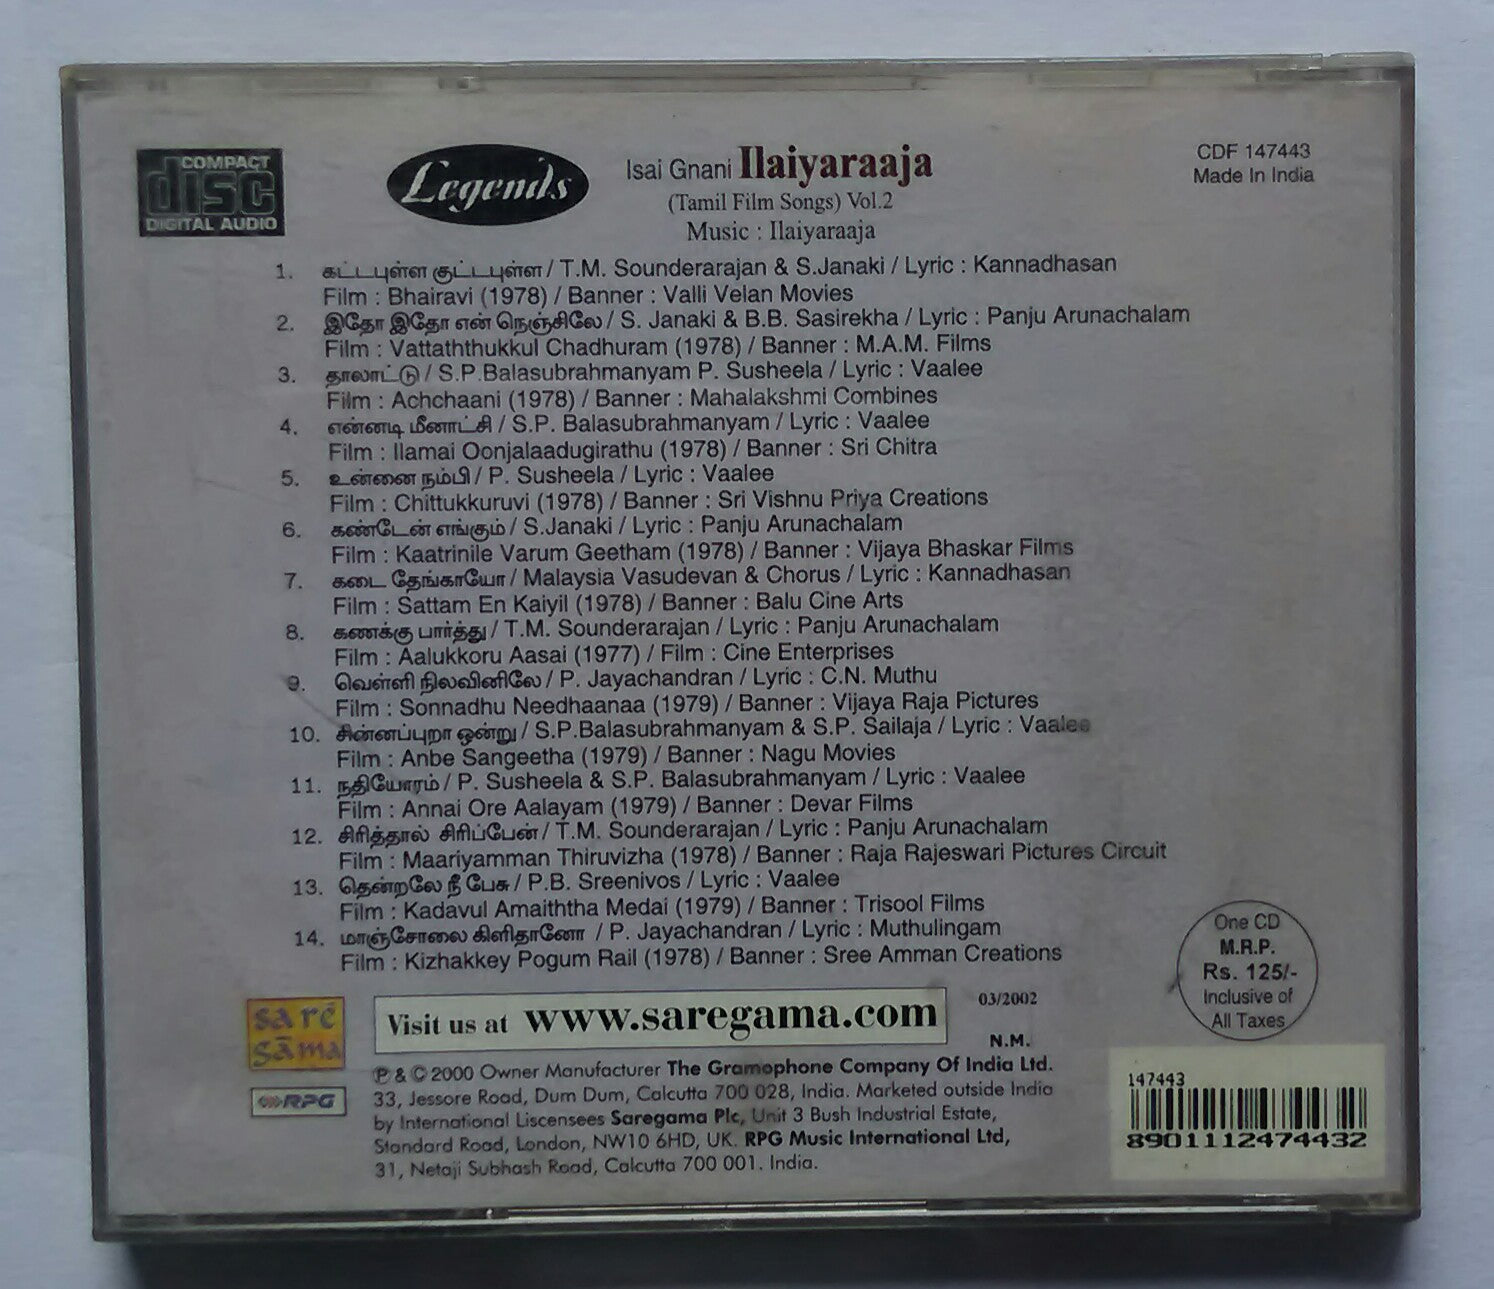 COMPACT
disc
DIGITAL AUDIO
Legends
Isai Gnani Ilaiyaraaja
(Tamil Film Songs) Vol.2
Music : Ilaiyaraaja
CDF 147443
Made In India
1. கட்டபுள்ள குட்டபுள்ள / T.M. Sounderarajan & S.Janaki / Lyric : Kannadhasan
Film : Bhairavi (1978) / Banner : Valli Velan Movies
2. இதோ இதோ என் நெஞ்சிலே / S. Janaki & B.B. Sasirekha / Lyric : Panju Arunachalam
Film : Vattaththukkul Chadhuram (1978) / Banner : M.A.M. Films
3. தாலாட்டு / S.P.Balasubrahmanyam P. Susheela / Lyric : Vaalee
Film : Achchaani (1978) / Banner : Mahalakshmi Combines
4. என்னடி மீனாட்சி / S.P. Balasubrahmanyam / Lyric : Vaalee
Film : Ilamai Oonjalaadugirathu (1978) / Banner : Sri Chitra
5. உன்னை நம்பி / P. Susheela / Lyric : Vaalee
Film : Chittukkuruvi (1978) / Banner : Sri Vishnu Priya Creations
6. கண்டேன் எங்கும் / S.Janaki / Lyric : Panju Arunachalam
Film : Kaatrinile Varum Geetham (1978) / Banner : Vijaya Bhaskar Films
7. கடை தேங்காயோ / Malaysia Vasudevan & Chorus / Lyric : Kannadhasan
Film : Sattam En Kaiyil (1978) / Banner : Balu Cine Arts
8. கணக்கு பார்த்து / T.M. Sounderarajan / Lyric : Panju Arunachalam
Film : Aalukkoru Aasai (1977) / Film : Cine Enterprises
9. வெள்ளி நிலவினிலே / P. Jayachandran / Lyric : C.N. Muthu
Film : Sonnadhu Needhaanaa (1979) / Banner : Vijaya Raja Pictures
10. சின்னப்புறா ஒன்று / S.P.Balasubrahmanyam & S.P. Sailaja / Lyric : Vaalee
Film : Anbe Sangeetha (1979) / Banner : Nagu Movies
11. நதியோரம் / P. Susheela & S.P. Balasubrahmanyam / Lyric : Vaalee
Film : Annai Ore Aalayam (1979) / Banner : Devar Films
12. சிரித்தால் சிரிப்பேன் / T.M. Sounderarajan / Lyric : Panju Arunachalam
Film : Maariyamman Thiruvizha (1978) / Banner : Raja Rajeswari Pictures Circuit
13. தென்றலே நீ பேசு / P.B. Sreenivos / Lyric : Vaalee
Film : Kadavul Amaiththa Medai (1979) / Banner : Trisool Films
14. மாஞ்சோலை கிளிதானோ / P. Jayachandran / Lyric : Muthulingam
Film : Kizhakkey Pogum Rail (1978) / Banner : Sree Amman Creations
One CD
M.R.P.
Rs. 125/-
Inclusive of
All Taxes
sa rē
gāma
RPG
Visit us at www.saregama.com
03/2002
N.M.
℗ & © 2000 Owner Manufacturer The Gramophone Company Of India Ltd.
33, Jessore Road, Dum Dum, Calcutta 700 028, India. Marketed outside India
by International Liscensees Saregama Plc, Unit 3 Bush Industrial Estate,
Standard Road, London, NW10 6HD, UK. RPG Music International Ltd,
31, Netaji Subhash Road, Calcutta 700 001. India.
147443
8901112474432